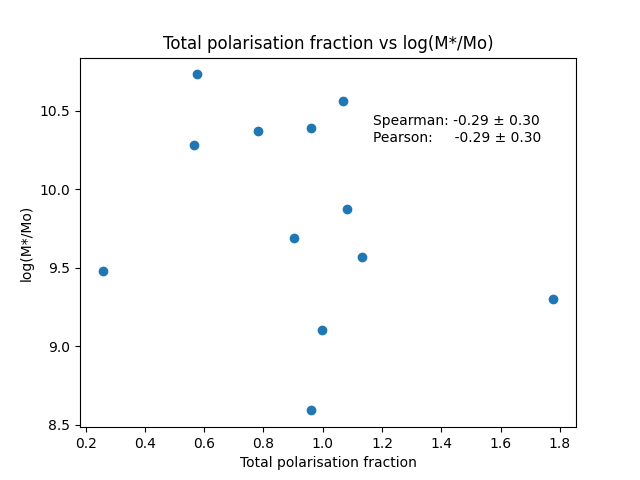 Total polarisation fraction vs log(M*/Mo)
10.5
10.0
9.5
9.0
8.5
log(M*/Mo)
Spearman: -0.29 ± 0.30
Pearson: -0.29 ± 0.30
0.2 0.4 0.6 0.8 1.0 1.2 1.4 1.6 1.8
Total polarisation fraction